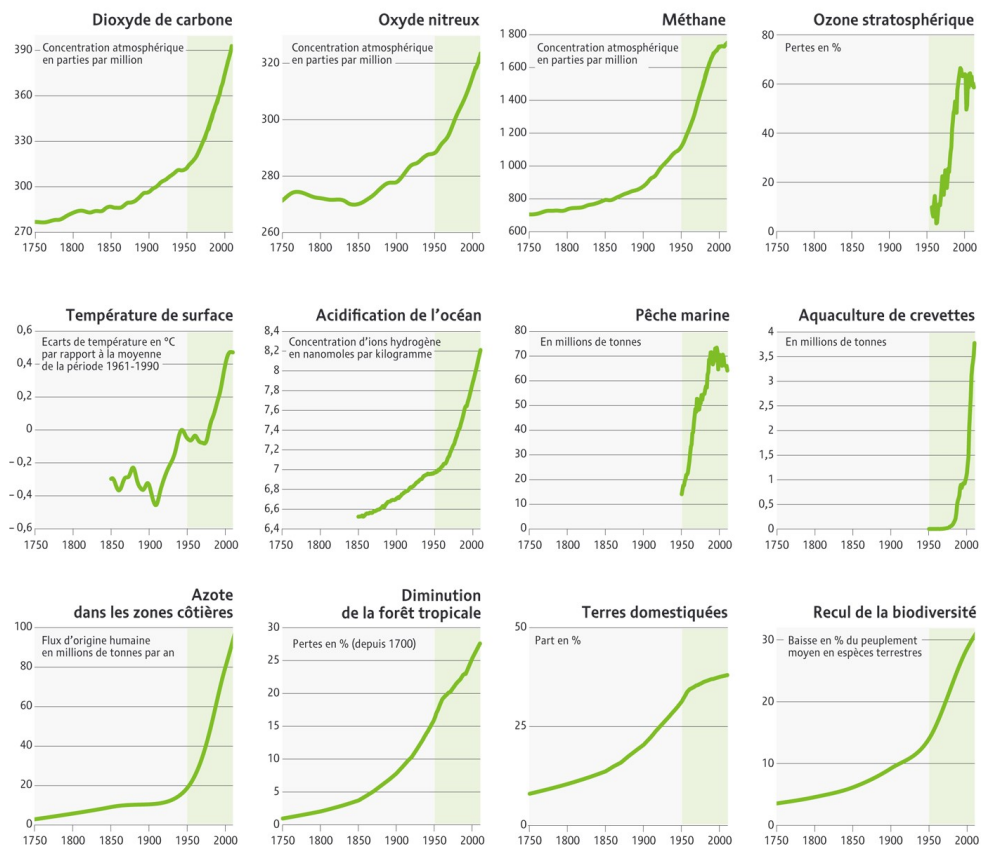 Dioxyde de carbone
Concentration atmosphérique
en parties par million
390
360
330
300
270
1750 1800 1850 1900 1950 2000
Oxyde nitreux
Concentration atmosphérique
en parties par million
320
300
280
260
1750 1800 1850 1900 1950 2000
Méthane
Concentration atmosphérique
en parties par million
1 800
1 600
1 400
1 200
1 000
800
600
1750 1800 1850 1900 1950 2000
Ozone stratosphérique
Pertes en %
80
60
40
20
0
1750 1800 1850 1900 1950 2000
Température de surface
Ecarts de température en °C
par rapport à la moyenne
de la période 1961-1990
0,6
0,4
0,2
0
– 0,2
– 0,4
– 0,6
1750 1800 1850 1900 1950 2000
Acidification de l’océan
Concentration d’ions hydrogène
en nanomoles par kilogramme
8,4
8,2
8
7,8
7,6
7,4
7,2
7
6,8
6,6
6,4
1750 1800 1850 1900 1950 2000
Pêche marine
En millions de tonnes
80
70
60
50
40
30
20
10
0
1750 1800 1850 1900 1950 2000
Aquaculture de crevettes
En millions de tonnes
4
3,5
3
2,5
2
1,5
1
0,5
0
1750 1800 1850 1900 1950 2000
Azote
dans les zones côtières
Flux d’origine humaine
en millions de tonnes par an
100
80
60
40
20
0
1750 1800 1850 1900 1950 2000
Diminution
de la forêt tropicale
Pertes en % (depuis 1700)
30
25
20
15
10
5
0
1750 1800 1850 1900 1950 2000
Terres domestiquées
Part en %
50
25
0
1750 1800 1850 1900 1950 2000
Recul de la biodiversité
Baisse en % du peuplement
moyen en espèces terrestres
30
20
10
0
1750 1800 1850 1900 1950 2000